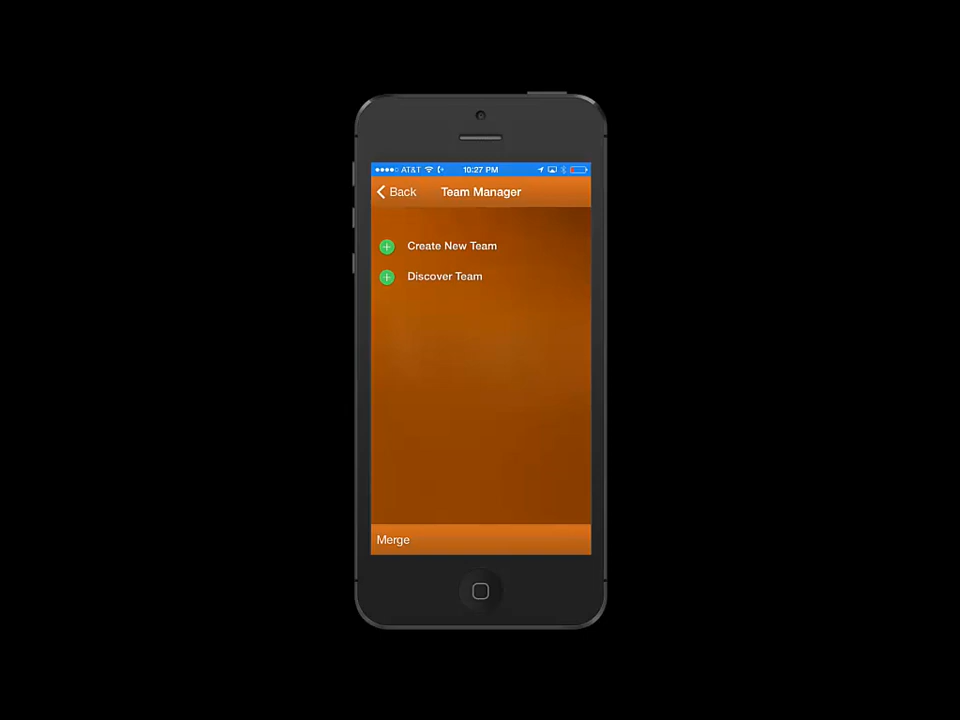 AT&T 10:27 PM
Back Team Manager
Create New Team
Discover Team
Merge